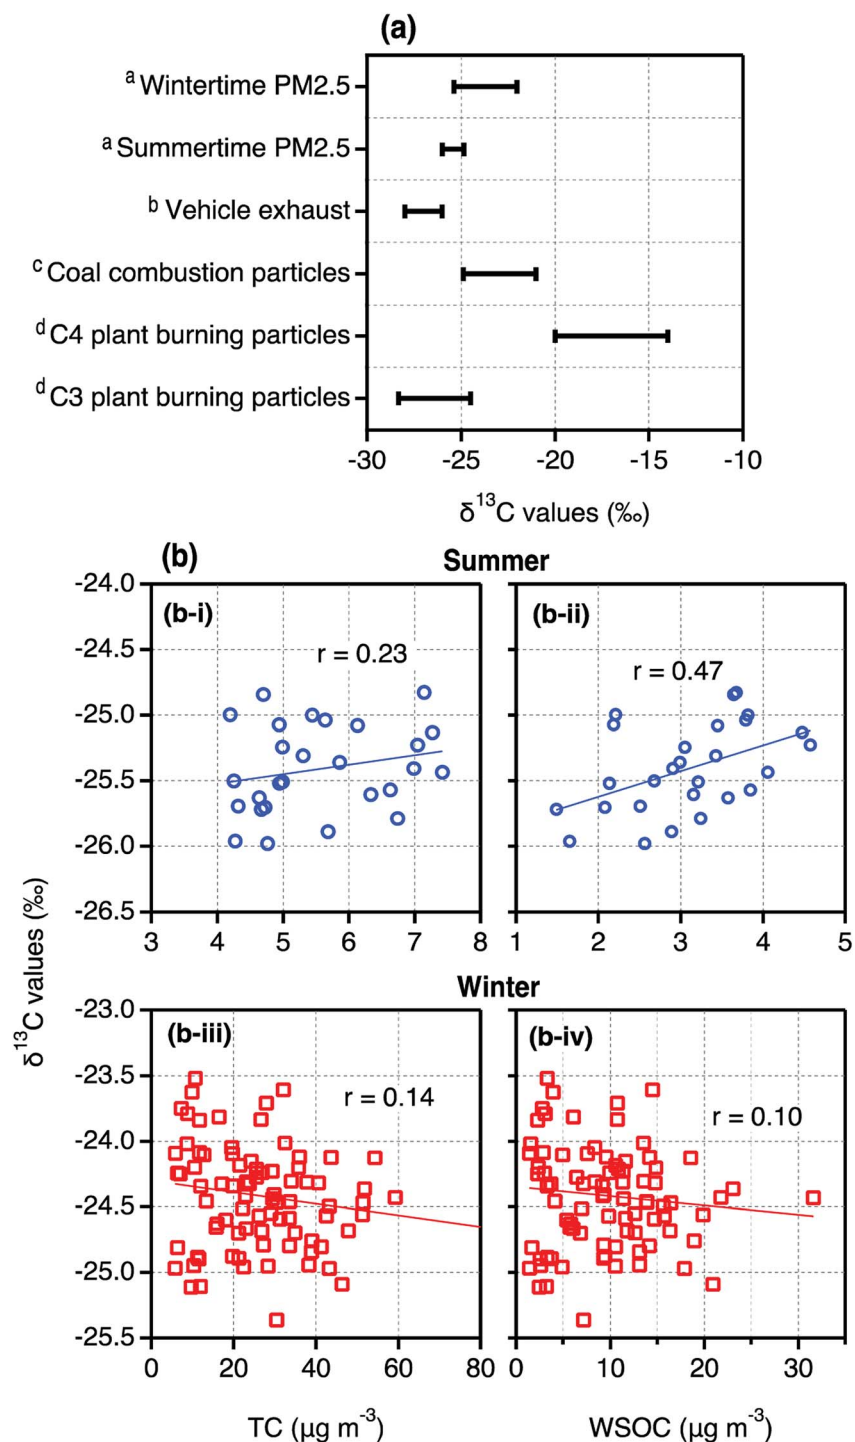 (a)
a Wintertime PM2.5
a Summertime PM2.5
b Vehicle exhaust
c Coal combustion particles
d C4 plant burning particles
d C3 plant burning particles
-30 -25 -20 -15 -10
δ13C values (‰)
(b) Summer
-24.0
-24.5
-25.0
-25.5
-26.0
-26.5
(b-i)
r = 0.23
3 4 5 6 7 8
(b-ii)
r = 0.47
1 2 3 4 5
δ13C values (‰)
Winter
-23.0
-23.5
-24.0
-24.5
-25.0
-25.5
(b-iii)
r = 0.14
0 20 40 60 80
TC (µg m-3)
(b-iv)
r = 0.10
0 10 20 30
WSOC (µg m-3)